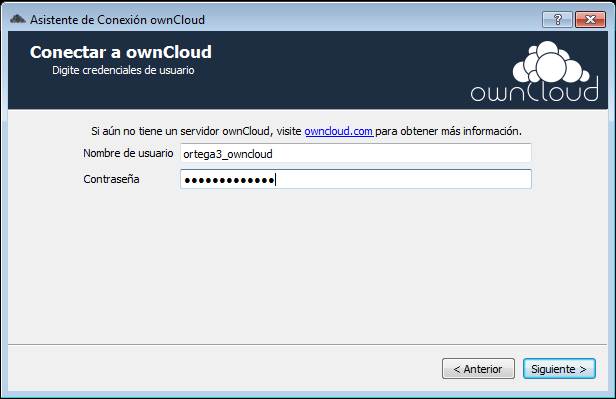 Asistente de Conexión ownCloud
Conectar a ownCloud
Digite credenciales de usuario
ownCloud
Si aún no tiene un servidor ownCloud, visite owncloud.com para obtener más información.
Nombre de usuario ortega3_owncloud
Contraseña ●●●●●●●●●●●●●
< Anterior Siguiente >